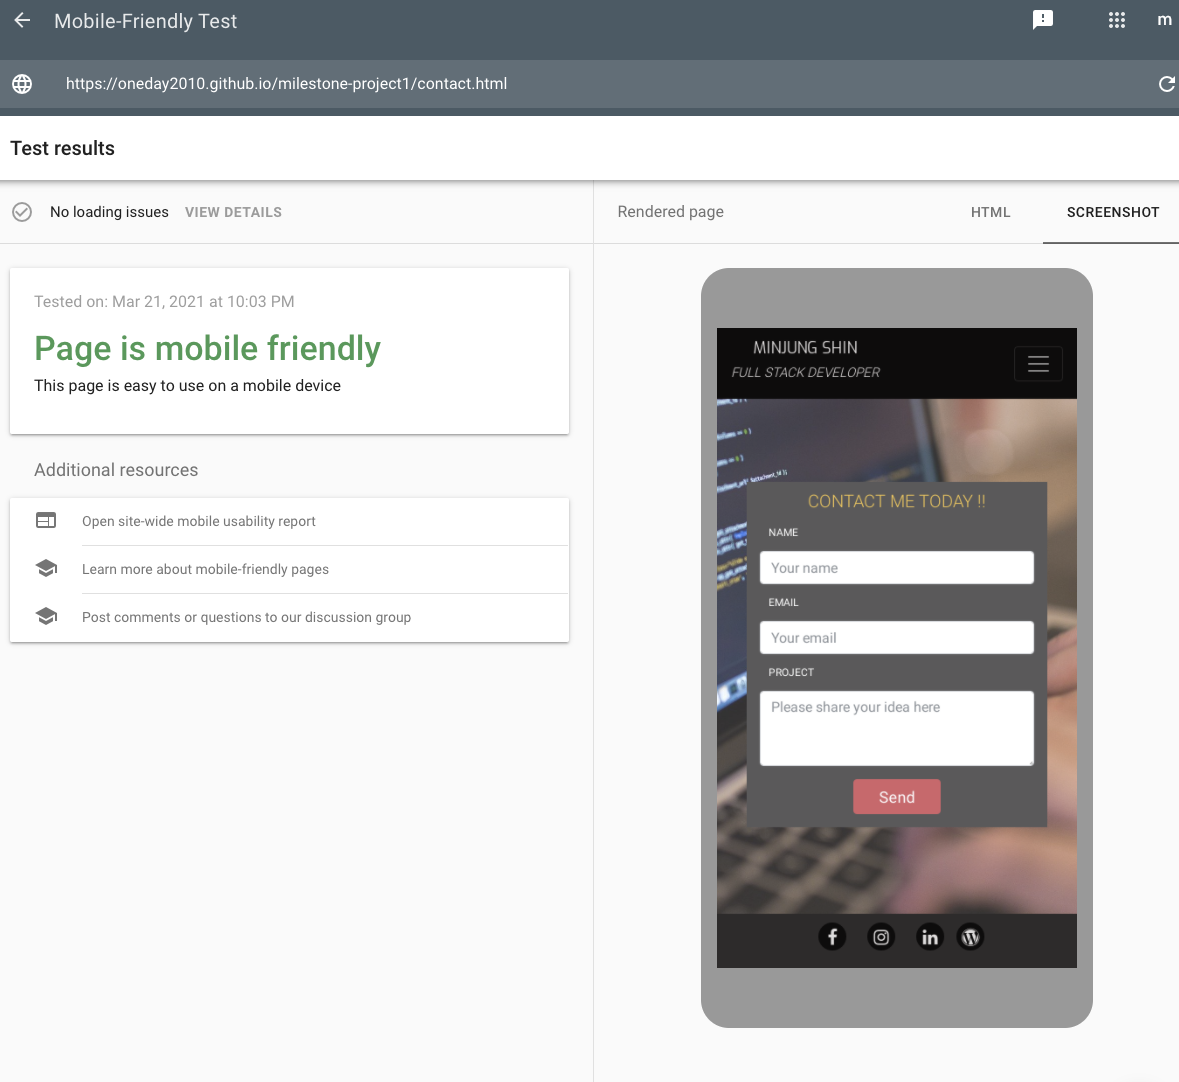 Mobile-Friendly Test
m
https://oneday2010.github.io/milestone-project1/contact.html
Test results
No loading issues VIEW DETAILS
Rendered page HTML SCREENSHOT
Tested on: Mar 21, 2021 at 10:03 PM
Page is mobile friendly
This page is easy to use on a mobile device
Additional resources
Open site-wide mobile usability report
Learn more about mobile-friendly pages
Post comments or questions to our discussion group
MINJUNG SHIN
FULL STACK DEVELOPER
CONTACT ME TODAY !!
NAME
Your name
EMAIL
Your email
PROJECT
Please share your idea here
Send